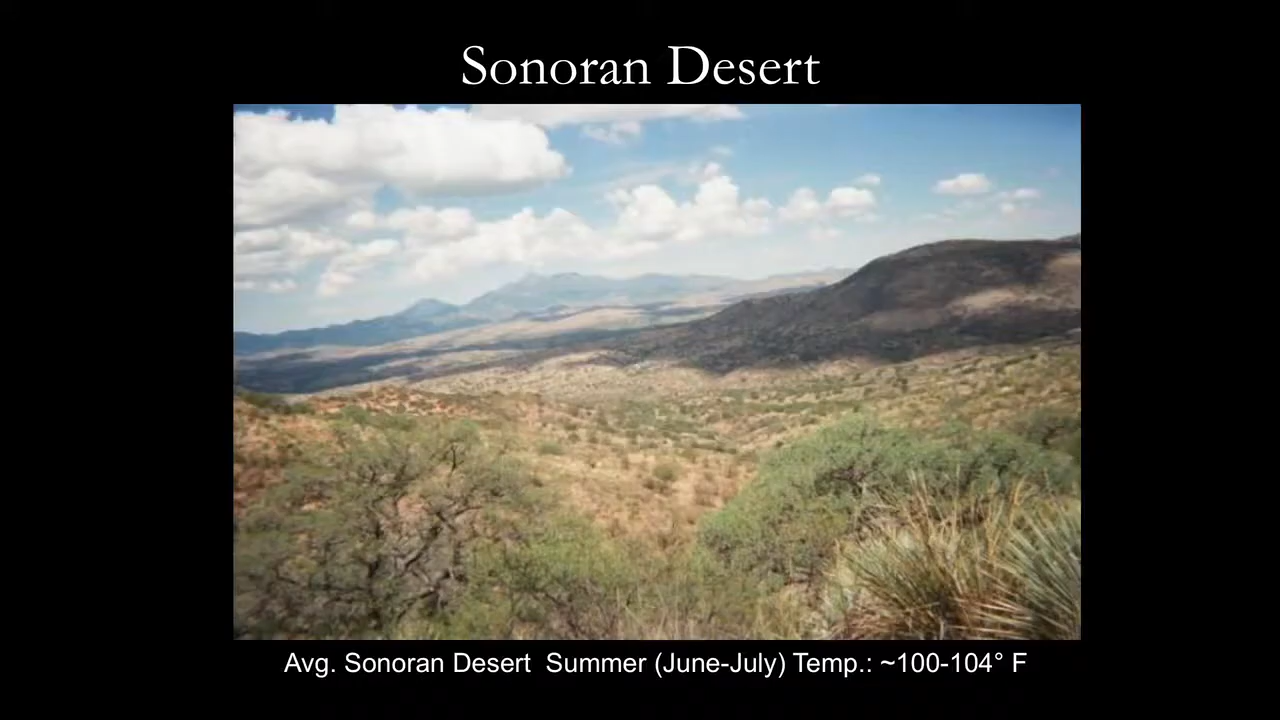 Sonoran Desert
Avg. Sonoran Desert  Summer (June-July) Temp.: ~100-104° F